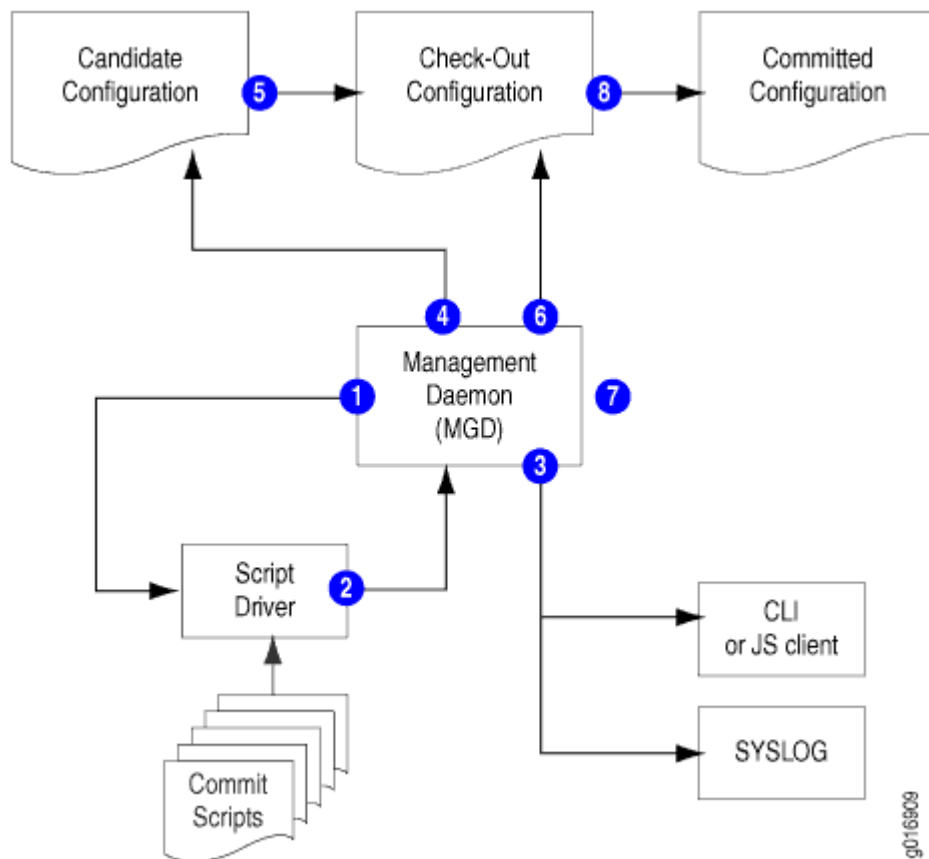 Candidate
Configuration
5
Check-Out
Configuration
8
Committed
Configuration
4
6
Management
Daemon
(MGD)
1
7
3
Script
Driver
2
CLI
or JS client
Commit
Scripts
SYSLOG
g016909